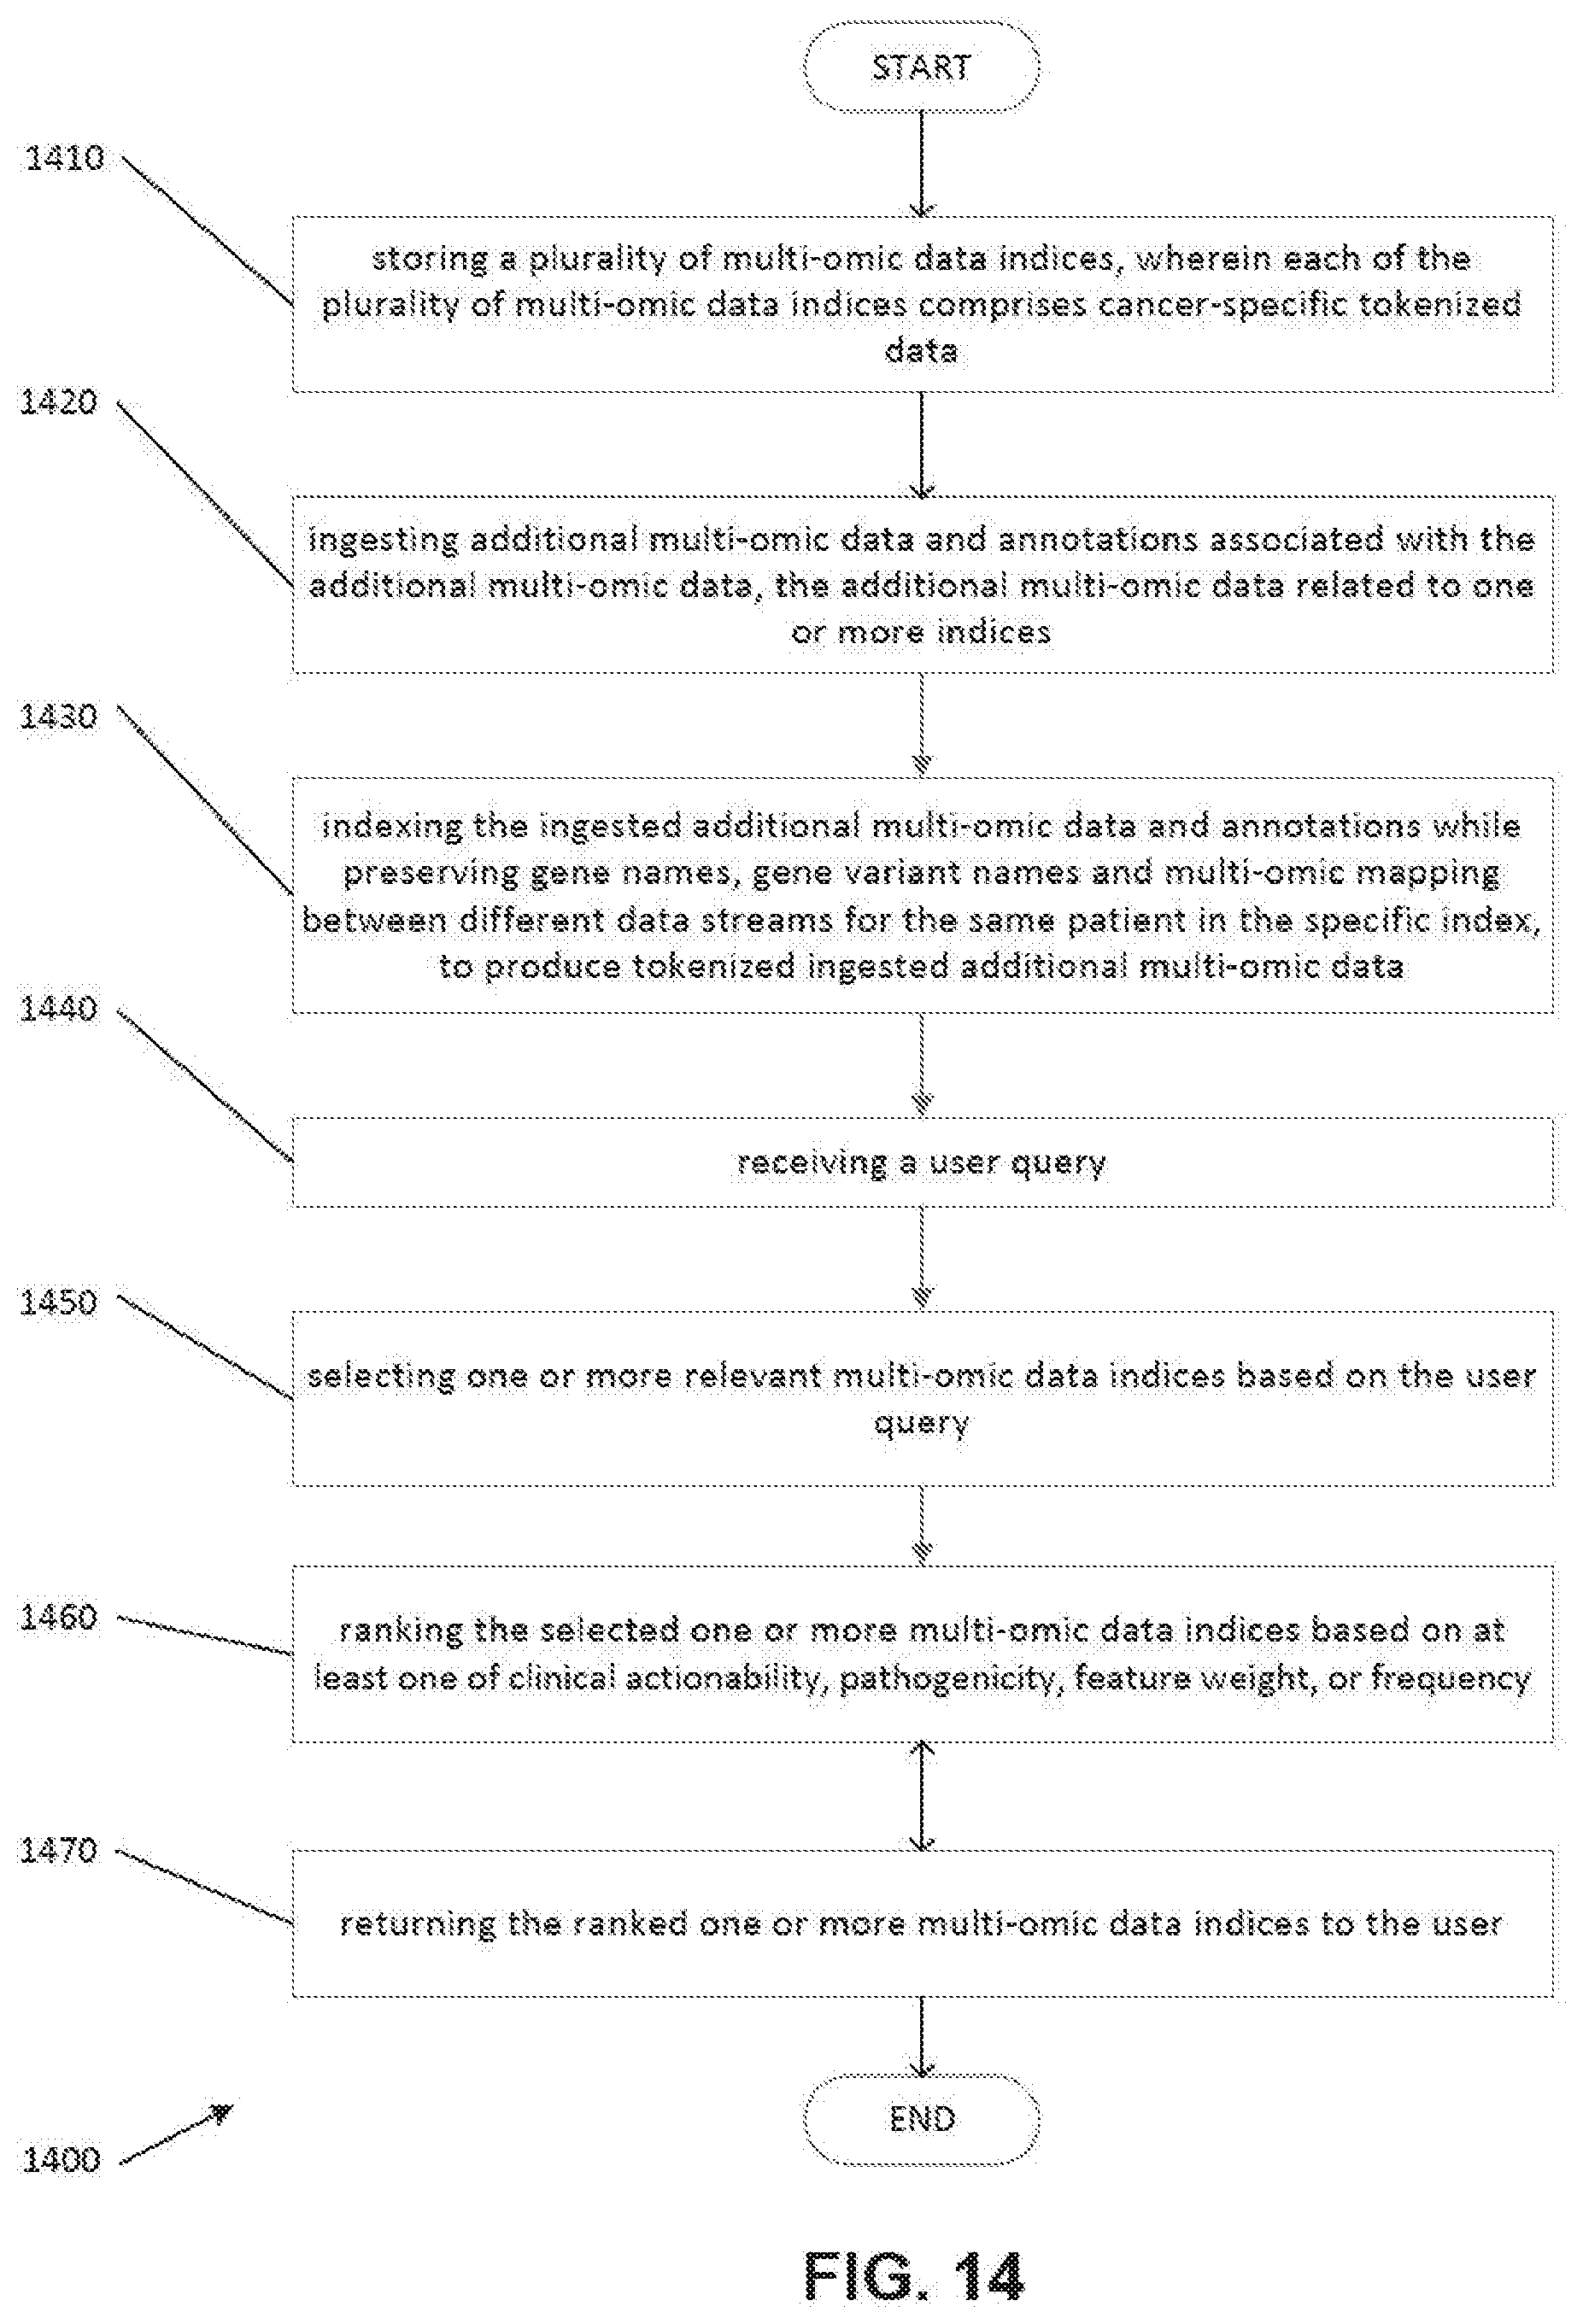 START
1410
storing a plurality of multi-omic data indices, wherein each of the
plurality of multi-omic data indices comprises cancer-specific tokenized
data
1420
ingesting additional multi-omic data and annotations associated with the
additional multi-omic data, the additional multi-omic data related to one
or more indices
1430
indexing the ingested additional multi-omic data and annotations while
preserving gene names, gene variant names and multi-omic mapping
between different data streams for the same patient in the specific index,
to produce tokenized ingested additional multi-omic data
1440
receiving a user query
1450
selecting one or more relevant multi-omic data indices based on the user
query
1460
ranking the selected one or more multi-omic data indices based on at
least one of clinical actionability, pathogenicity, feature weight, or frequency
1470
returning the ranked one or more multi-omic data indices to the user
END
1400
FIG. 14